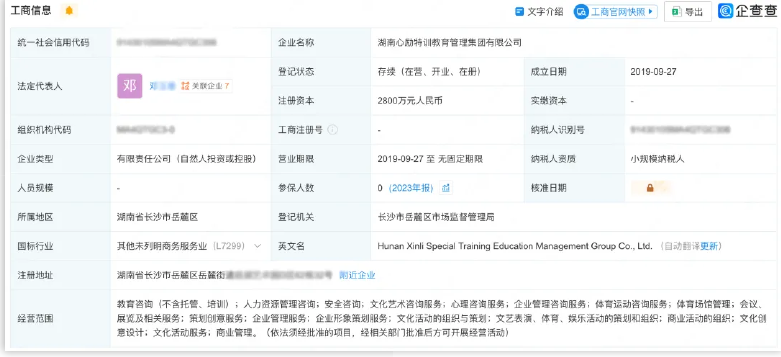 工商信息 文字介绍 工商官网快照 导出 企查查
统一社会信用代码 企业名称 湖南心励特训教育管理集团有限公司
法定代表人 邓 邓 关联企业 7
登记状态 存续（在营、开业、在册） 成立日期 2019-09-27
注册资本 2800万元人民币 实缴资本 -
组织机构代码 工商注册号 - 纳税人识别号
企业类型 有限责任公司（自然人投资或控股） 营业期限 2019-09-27 至 无固定期限 纳税人资质 小规模纳税人
人员规模 - 参保人数 0（2023年报） 核准日期
所属地区 湖南省长沙市岳麓区 登记机关 长沙市岳麓区市场监督管理局
国标行业 其他未列明商务服务业（L7299） 英文名 Hunan Xinli Special Training Education Management Group Co., Ltd.（自动翻译更新）
注册地址 湖南省长沙市岳麓区岳麓街 附近企业
经营范围
教育咨询（不含托管、培训）；人力资源管理咨询；安全咨询；文化艺术咨询服务；心理咨询服务；企业管理咨询服务；体育运动咨询服务；体育场馆管理；会议、
展览及相关服务；策划创意服务；企业管理服务；企业形象策划服务；文化活动的组织与策划；文艺表演、体育、娱乐活动的策划和组织；商业活动的组织；文化创
意设计；文化活动服务；商业管理。（依法须经批准的项目，经相关部门批准后方可开展经营活动）